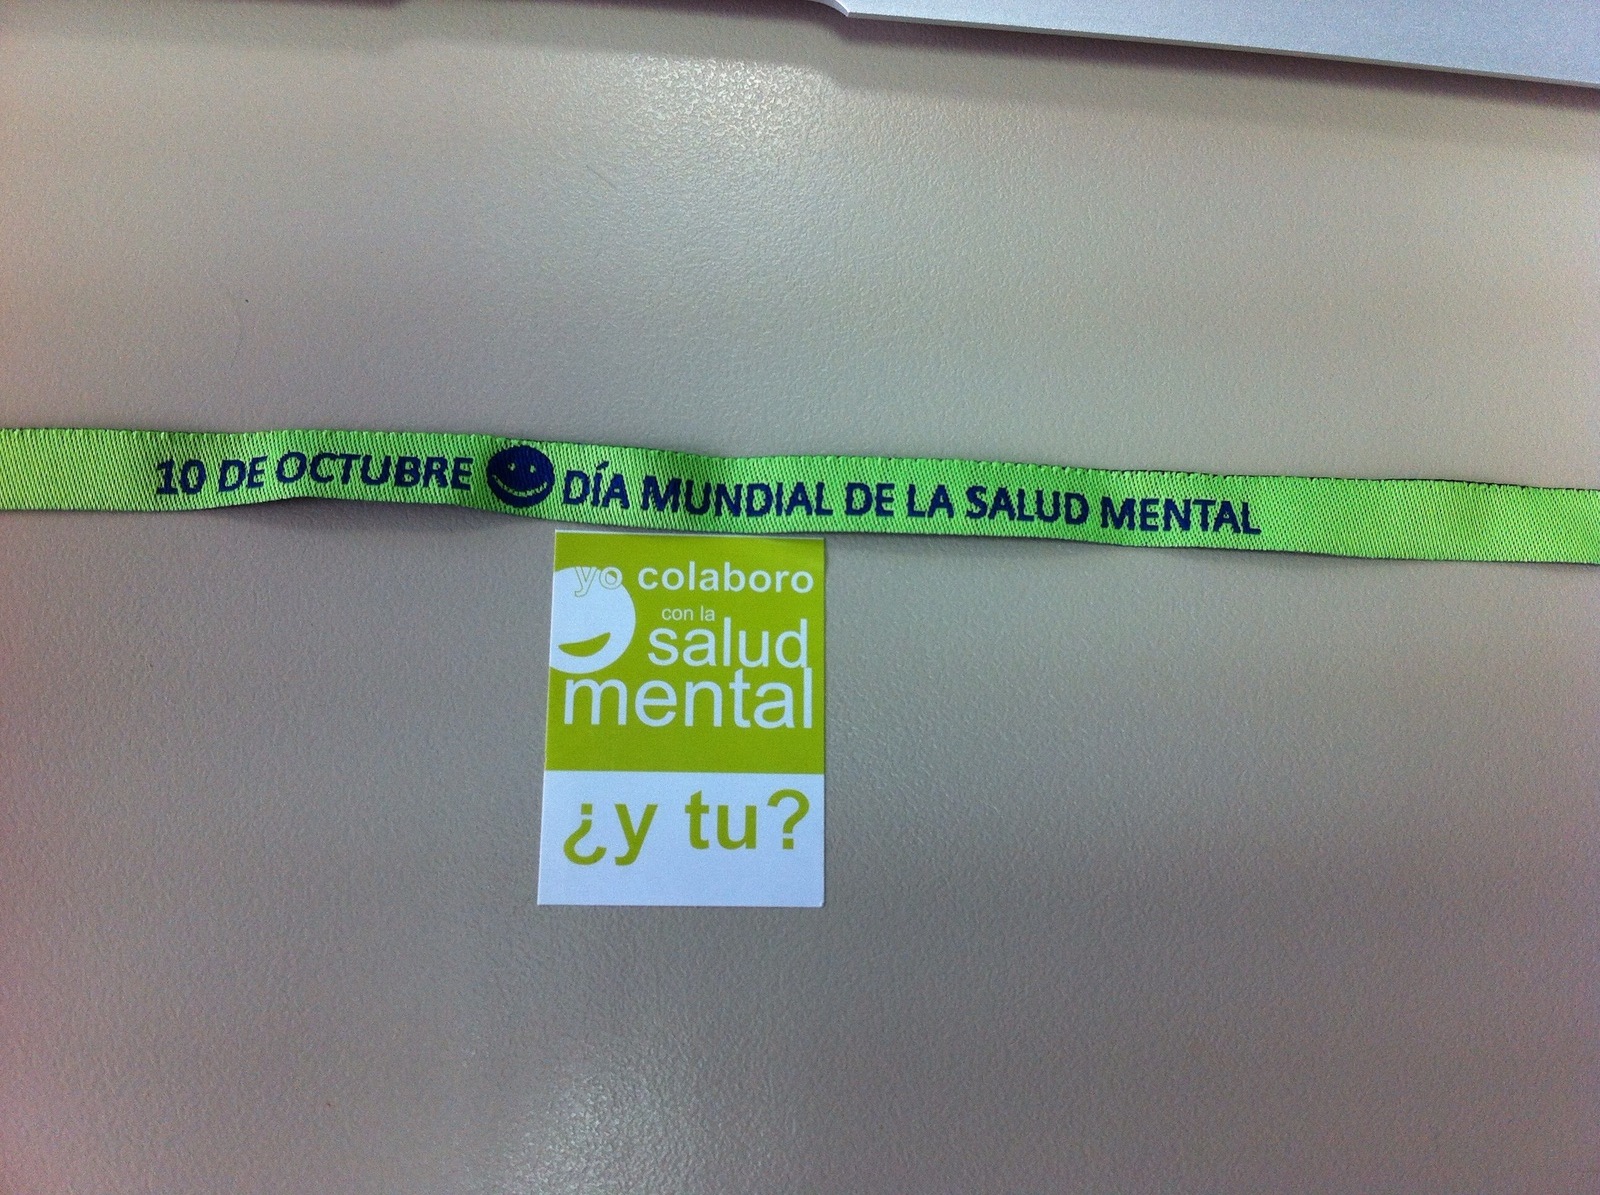 10 DE OCTUBRE DÍA MUNDIAL DE LA SALUD MENTAL
yo colaboro
con la
salud
mental
¿y tu?